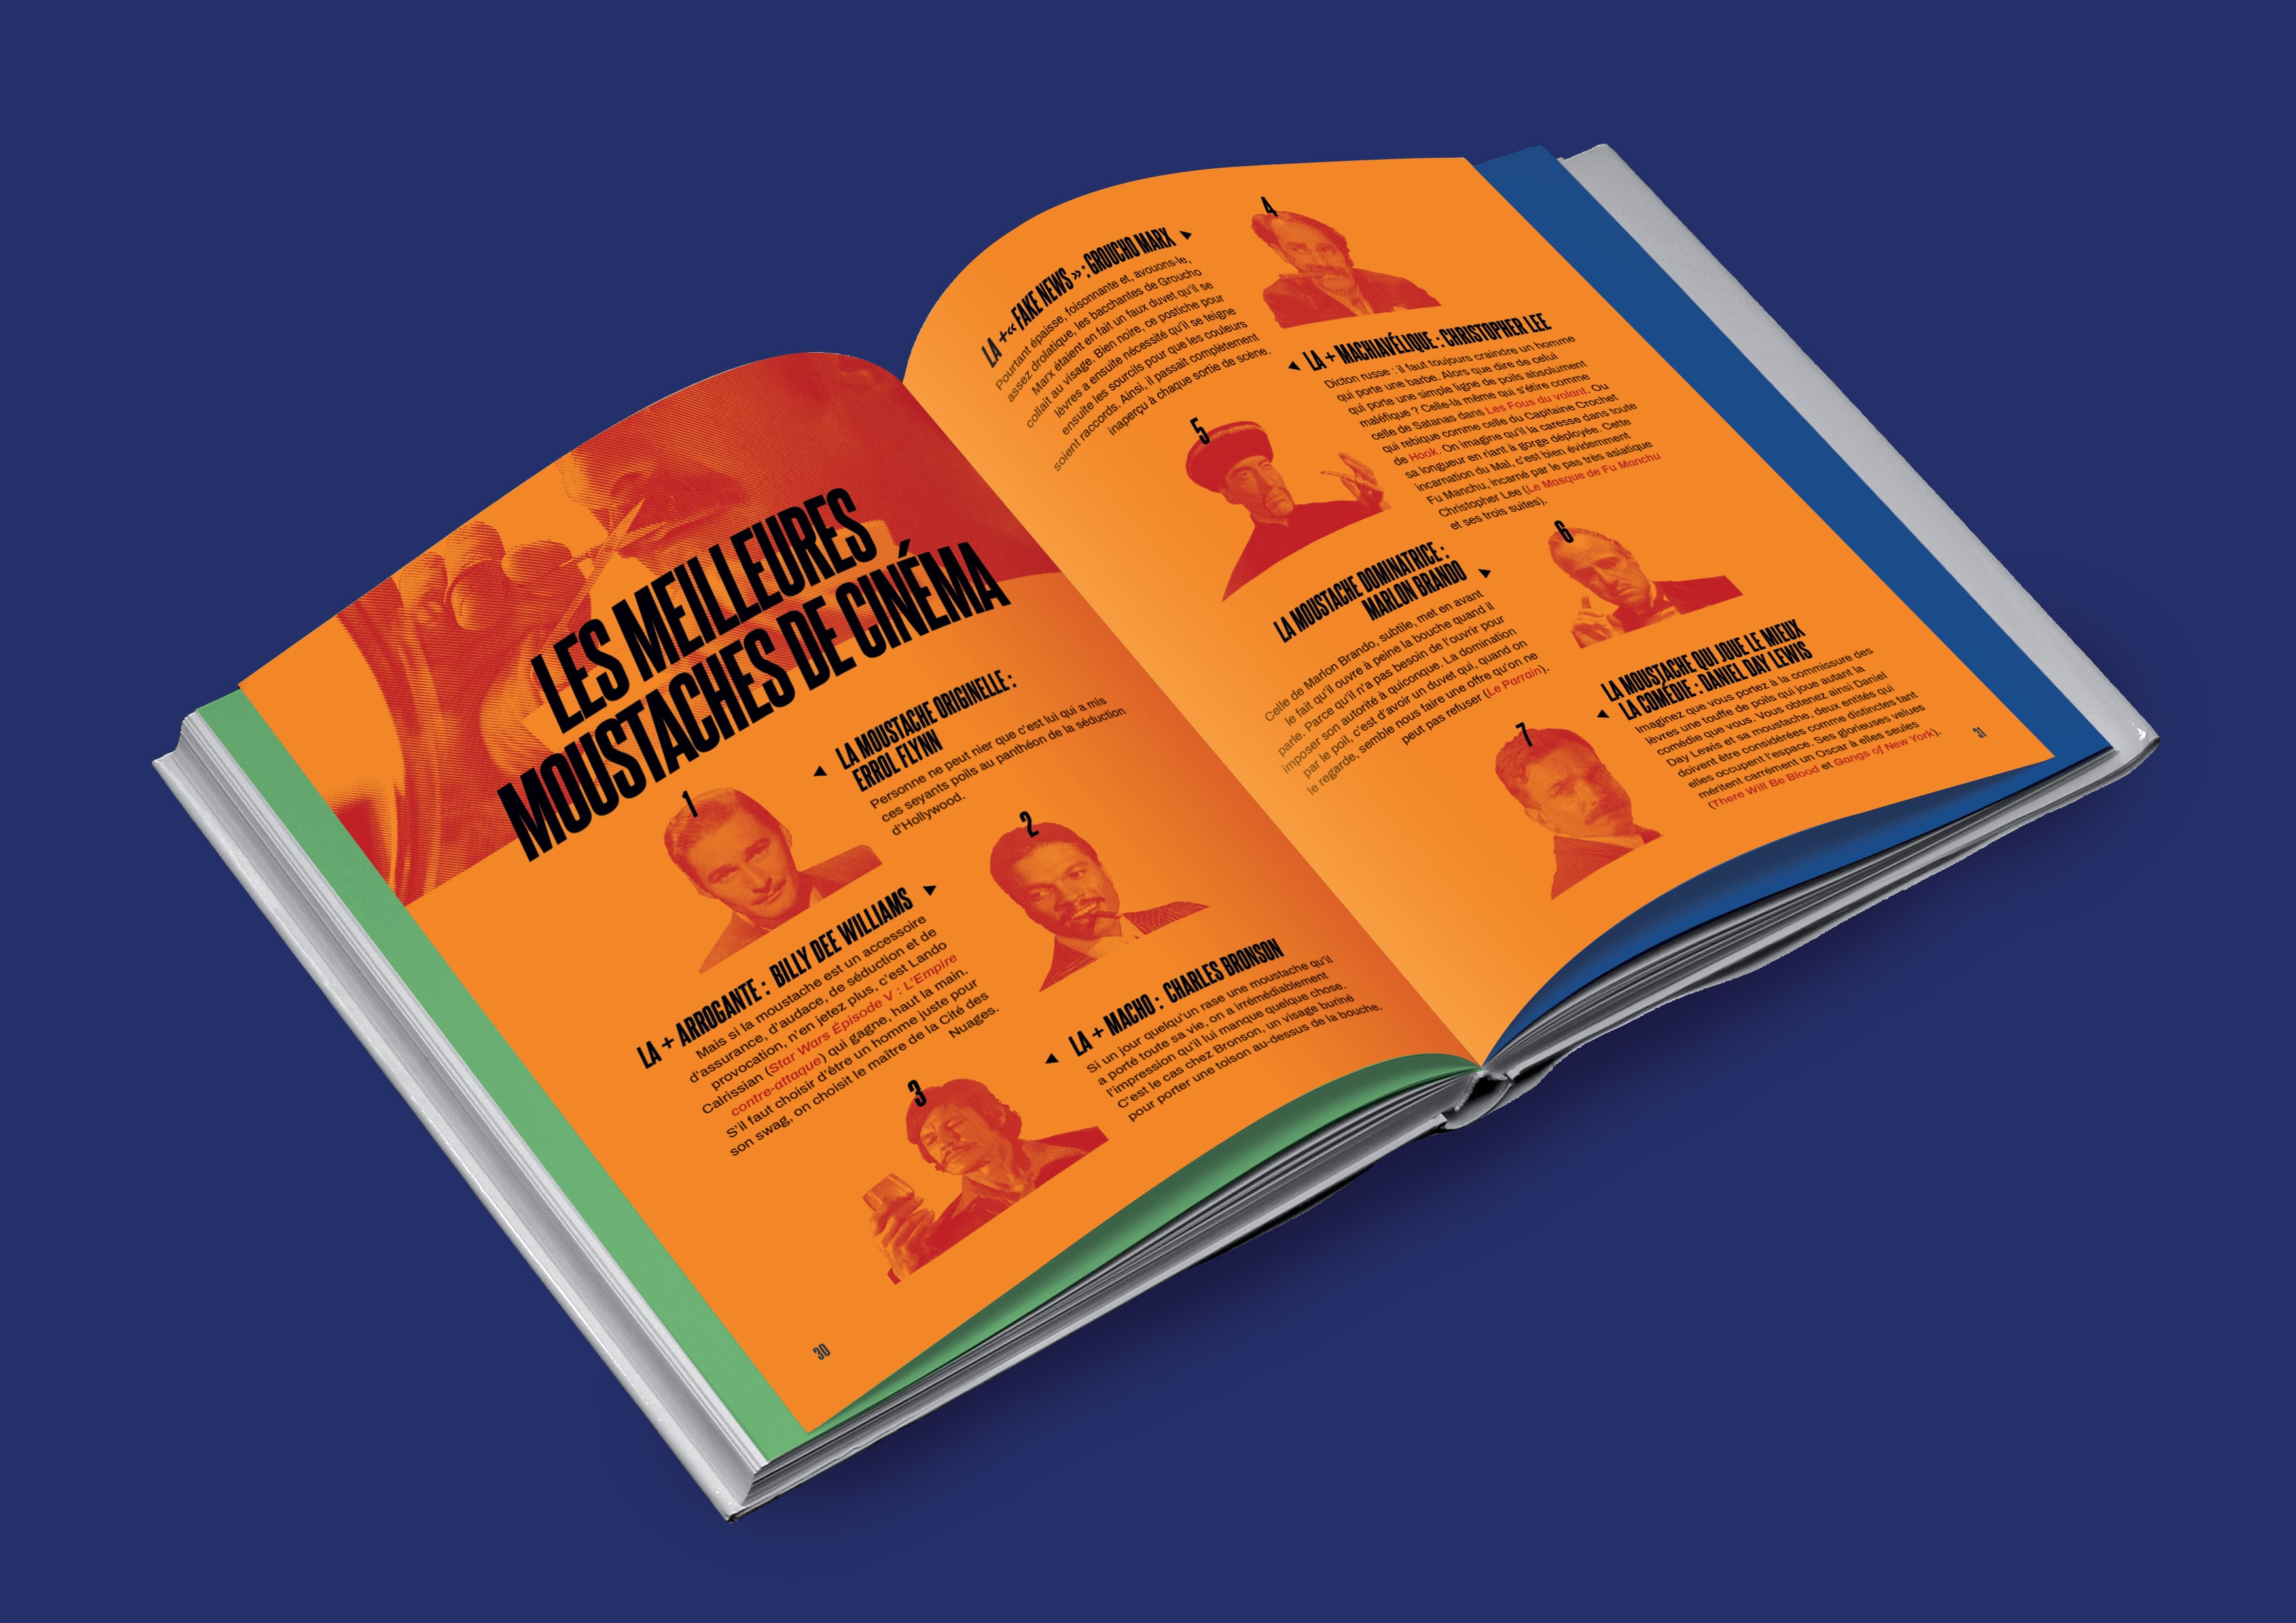 LES MEILLEURES
MOUSTACHES DE CINÉMA
1
LA MOUSTACHE ORIGINELLE :
ERROL FLYNN
Personne ne peut nier que c'est lui qui a mis
ces seyants poils au panthéon de la séduction
d'Hollywood.
2
LA + ARROGANTE : BILLY DEE WILLIAMS
Mais si la moustache est un accessoire
d'assurance, d'audace, de séduction et de
provocation, n'en jetez plus, c'est Lando
Calrissian (Star Wars Épisode V : L'Empire
contre-attaque) qui gagne, haut la main.
S'il faut choisir d'être un homme juste pour
son swag, on choisit le maître de la Cité des
Nuages.
3
LA + MACHO : CHARLES BRONSON
Si un jour quelqu'un rase une moustache qu'il
a porté toute sa vie, on a irrémédiablement
l'impression qu'il lui manque quelque chose.
C'est le cas chez Bronson, un visage buriné
pour porter une toison au-dessus de la bouche.
30
4
LA +« FAKE NEWS » : GROUCHO MARX
Pourtant épaisse, foisonnante et, avouons-le,
assez drolatique, les bacchantes de Groucho
Marx étaient en fait un faux duvet qu'il se
collait au visage. Bien noire, ce postiche pour
lèvres a ensuite nécessité qu'il se teigne
ensuite les sourcils pour que les couleurs
soient raccords. Ainsi, il passait complètement
inaperçu à chaque sortie de scène.
5
LA + MACHIAVÉLIQUE : CHRISTOPHER LEE
Dicton russe : il faut toujours craindre un homme
qui porte une barbe. Alors que dire de celui
qui porte une simple ligne de poils absolument
maléfique ? Celle-là même qui s'étire comme
celle de Satanas dans Les Fous du volant. Ou
qui rebique comme celle du Capitaine Crochet
de Hook. On imagine qu'il la caresse dans toute
sa longueur en riant à gorge déployée. Cette
incarnation du Mal, c'est bien évidemment
Fu Manchu, incarné par le pas très asiatique
Christopher Lee (Le Masque de Fu Manchu
et ses trois suites).
6
LA MOUSTACHE DOMINATRICE :
MARLON BRANDO
Celle de Marlon Brando, subtile, met en avant
le fait qu'il ouvre à peine la bouche quand il
parle. Parce qu'il n'a pas besoin de l'ouvrir pour
imposer son autorité à quiconque. La domination
par le poil, c'est d'avoir un duvet qui, quand on
le regarde, semble nous faire une offre qu'on ne
peut pas refuser (Le Parrain).
7
LA MOUSTACHE QUI JOUE LE MIEUX
LA COMÉDIE : DANIEL DAY LEWIS
Imaginez que vous portez à la commissure des
lèvres une touffe de poils qui joue autant la
comédie que vous. Vous obtenez ainsi Daniel
Day Lewis et sa moustache, deux entités qui
doivent être considérées comme distinctes tant
elles occupent l'espace. Ses glorieuses velues
méritent carrément un Oscar à elles seules
(There Will Be Blood et Gangs of New York).
31